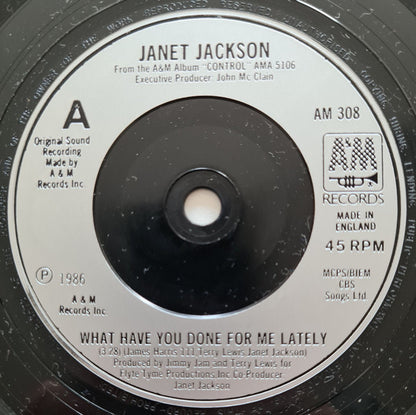 JANET JACKSON
From the A&M Album "CONTROL" AMA 5106
Executive Producer: John Mc Clain
A
AM 308
Original Sound
Recording
Made by
A & M
Records Inc.
A&M
RECORDS
MADE IN
ENGLAND
45 RPM
P 1986
MCPS/BIEM
CBS
Songs Ltd.
A & M
Records Inc.
WHAT HAVE YOU DONE FOR ME LATELY
(3:28) (James Harris 111 Terry Lewis Janet Jackson)
Produced by Jimmy Jam and Terry Lewis for
Flyte Tyme Productions Inc Co-Producer
Janet Jackson